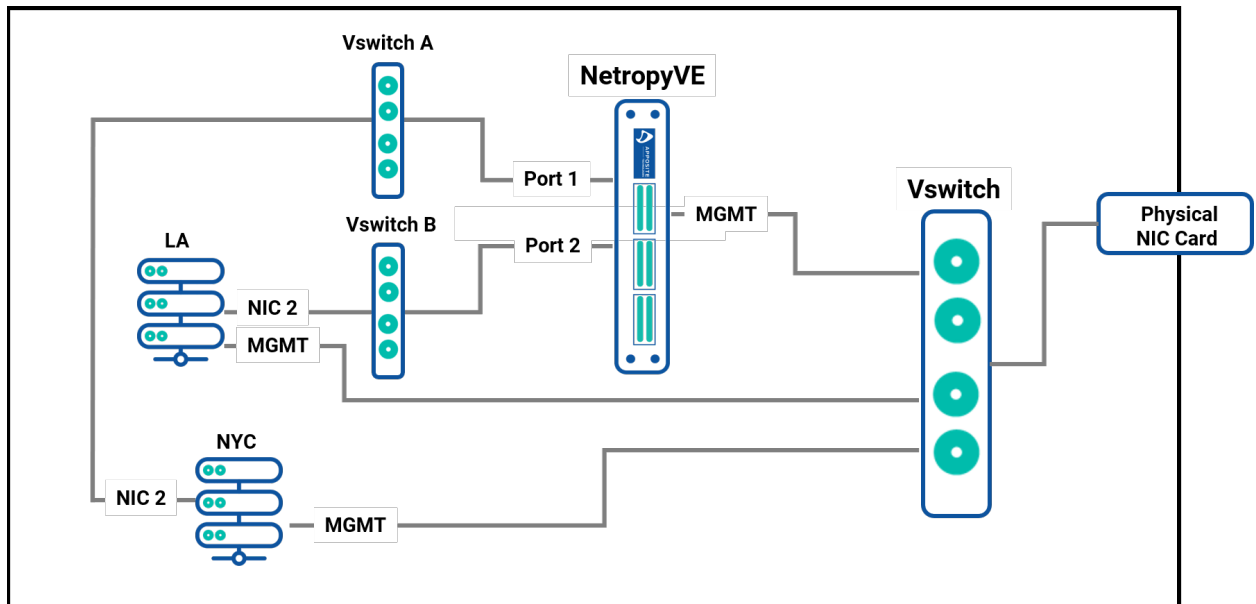 Vswitch A
NetropyVE
APPOSITE
Port 1
Vswitch
MGMT
Physical
NIC Card
Vswitch B
Port 2
LA
NIC 2
MGMT
NYC
NIC 2
MGMT